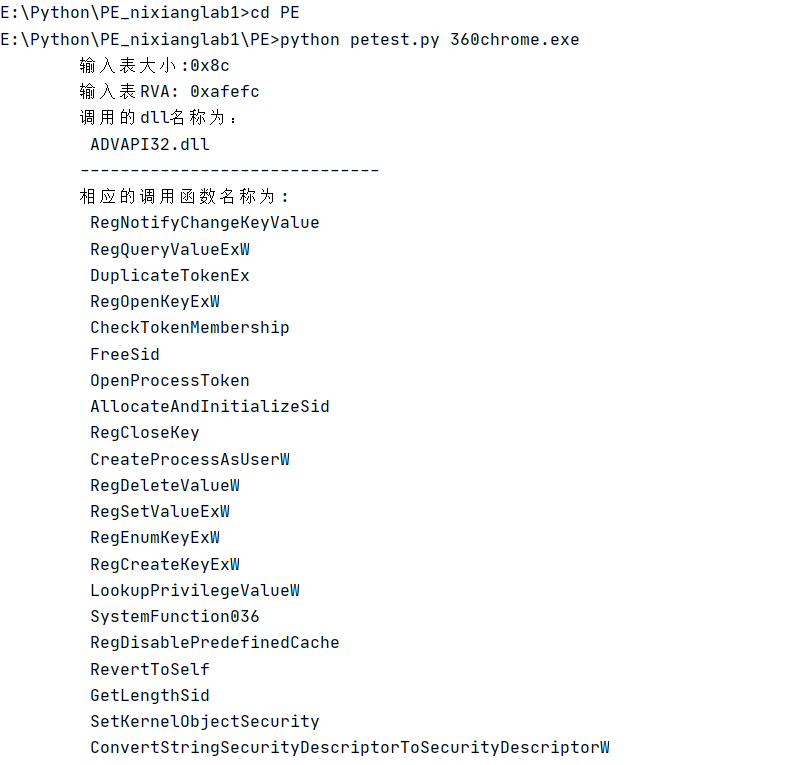 E:\Python\PE_nixianglab1>cd PE
E:\Python\PE_nixianglab1\PE>python petest.py 360chrome.exe
输入表大小:0x8c
输入表RVA: 0xafefc
调用的dll名称为:
ADVAPI32.dll
------------------------------
相应的调用函数名称为:
RegNotifyChangeKeyValue
RegQueryValueExW
DuplicateTokenEx
RegOpenKeyExW
CheckTokenMembership
FreeSid
OpenProcessToken
AllocateAndInitializeSid
RegCloseKey
CreateProcessAsUserW
RegDeleteValueW
RegSetValueExW
RegEnumKeyExW
RegCreateKeyExW
LookupPrivilegeValueW
SystemFunction036
RegDisablePredefinedCache
RevertToSelf
GetLengthSid
SetKernelObjectSecurity
ConvertStringSecurityDescriptorToSecurityDescriptorW